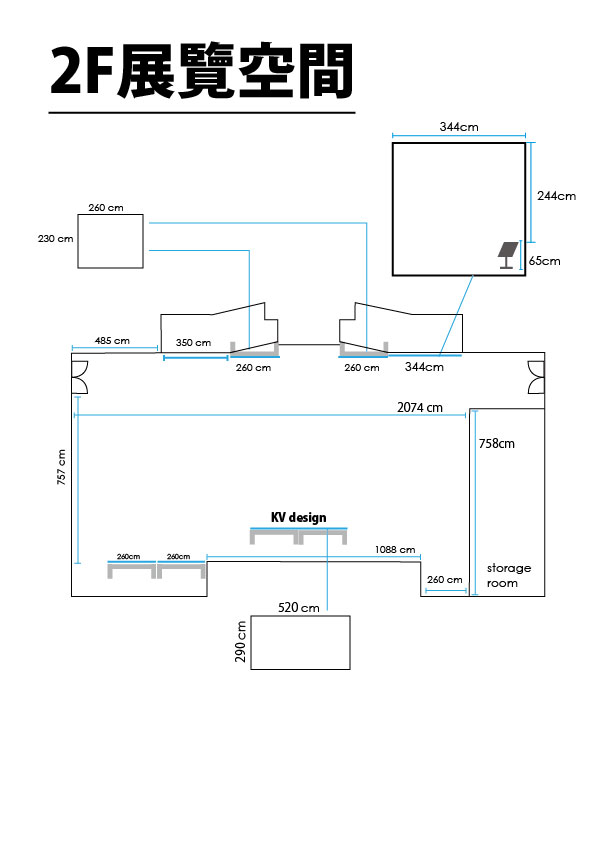 2F展覽空間
344cm
244cm
65cm
260 cm
230 cm
485 cm
350 cm
260 cm
260 cm
344cm
2074 cm
758cm
757 cm
KV design
1088 cm
260cm
260cm
260 cm
storage
room
520 cm
290 cm